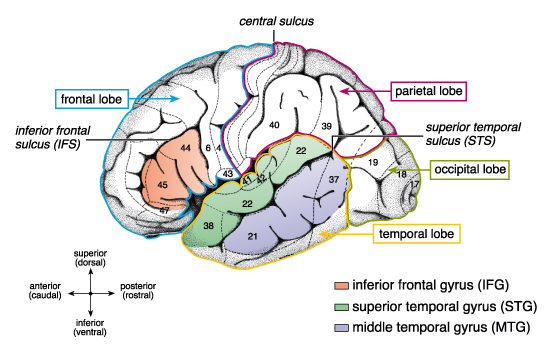 central sulcus
frontal lobe
parietal lobe
inferior frontal
sulcus (IFS)
superior temporal
sulcus (STS)
44
6
4
40
39
43
22
41
42
45
47
22
37
19
18
17
38
21
occipital lobe
temporal lobe
superior
(dorsal)
anterior
(caudal)
posterior
(rostral)
inferior
(ventral)
inferior frontal gyrus (IFG)
superior temporal gyrus (STG)
middle temporal gyrus (MTG)